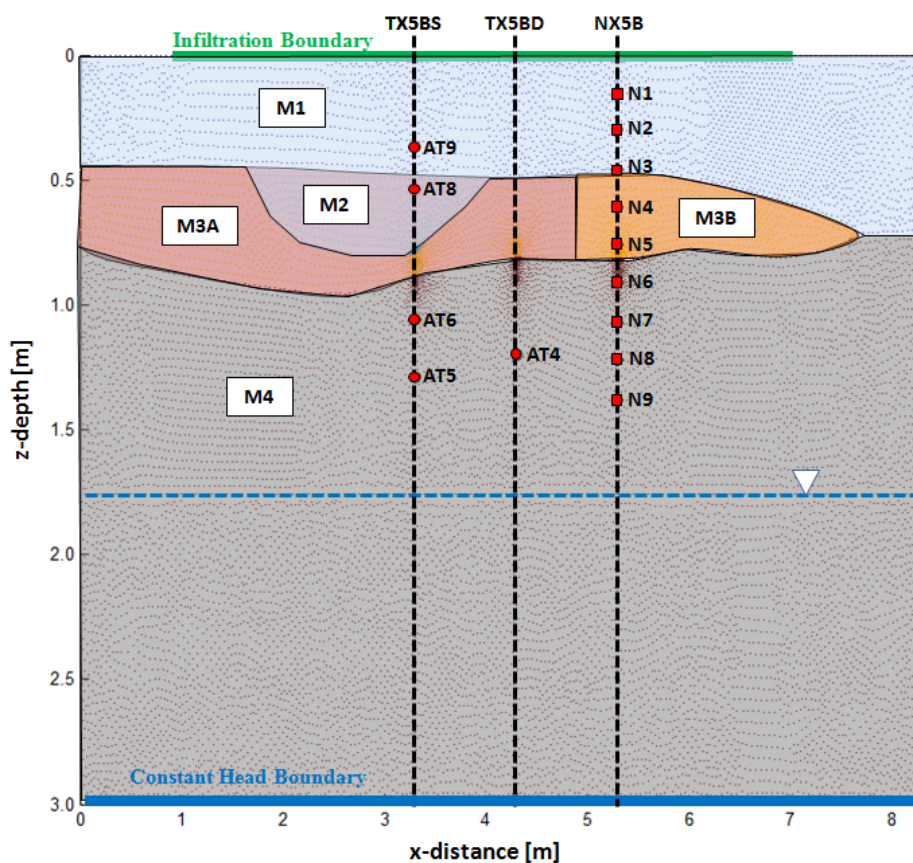 TX5BS TX5BD NX5B
Infiltration Boundary
0
M1
N1
N2
AT9
N3
0.5
AT8
M2
N4
M3A
M3B
N5
N6
1.0
AT6
N7
AT4
N8
AT5
M4
N9
1.5
2.0
2.5
Constant Head Boundary
3.0
0 1 2 3 4 5 6 7 8
z-depth [m]
x-distance [m]